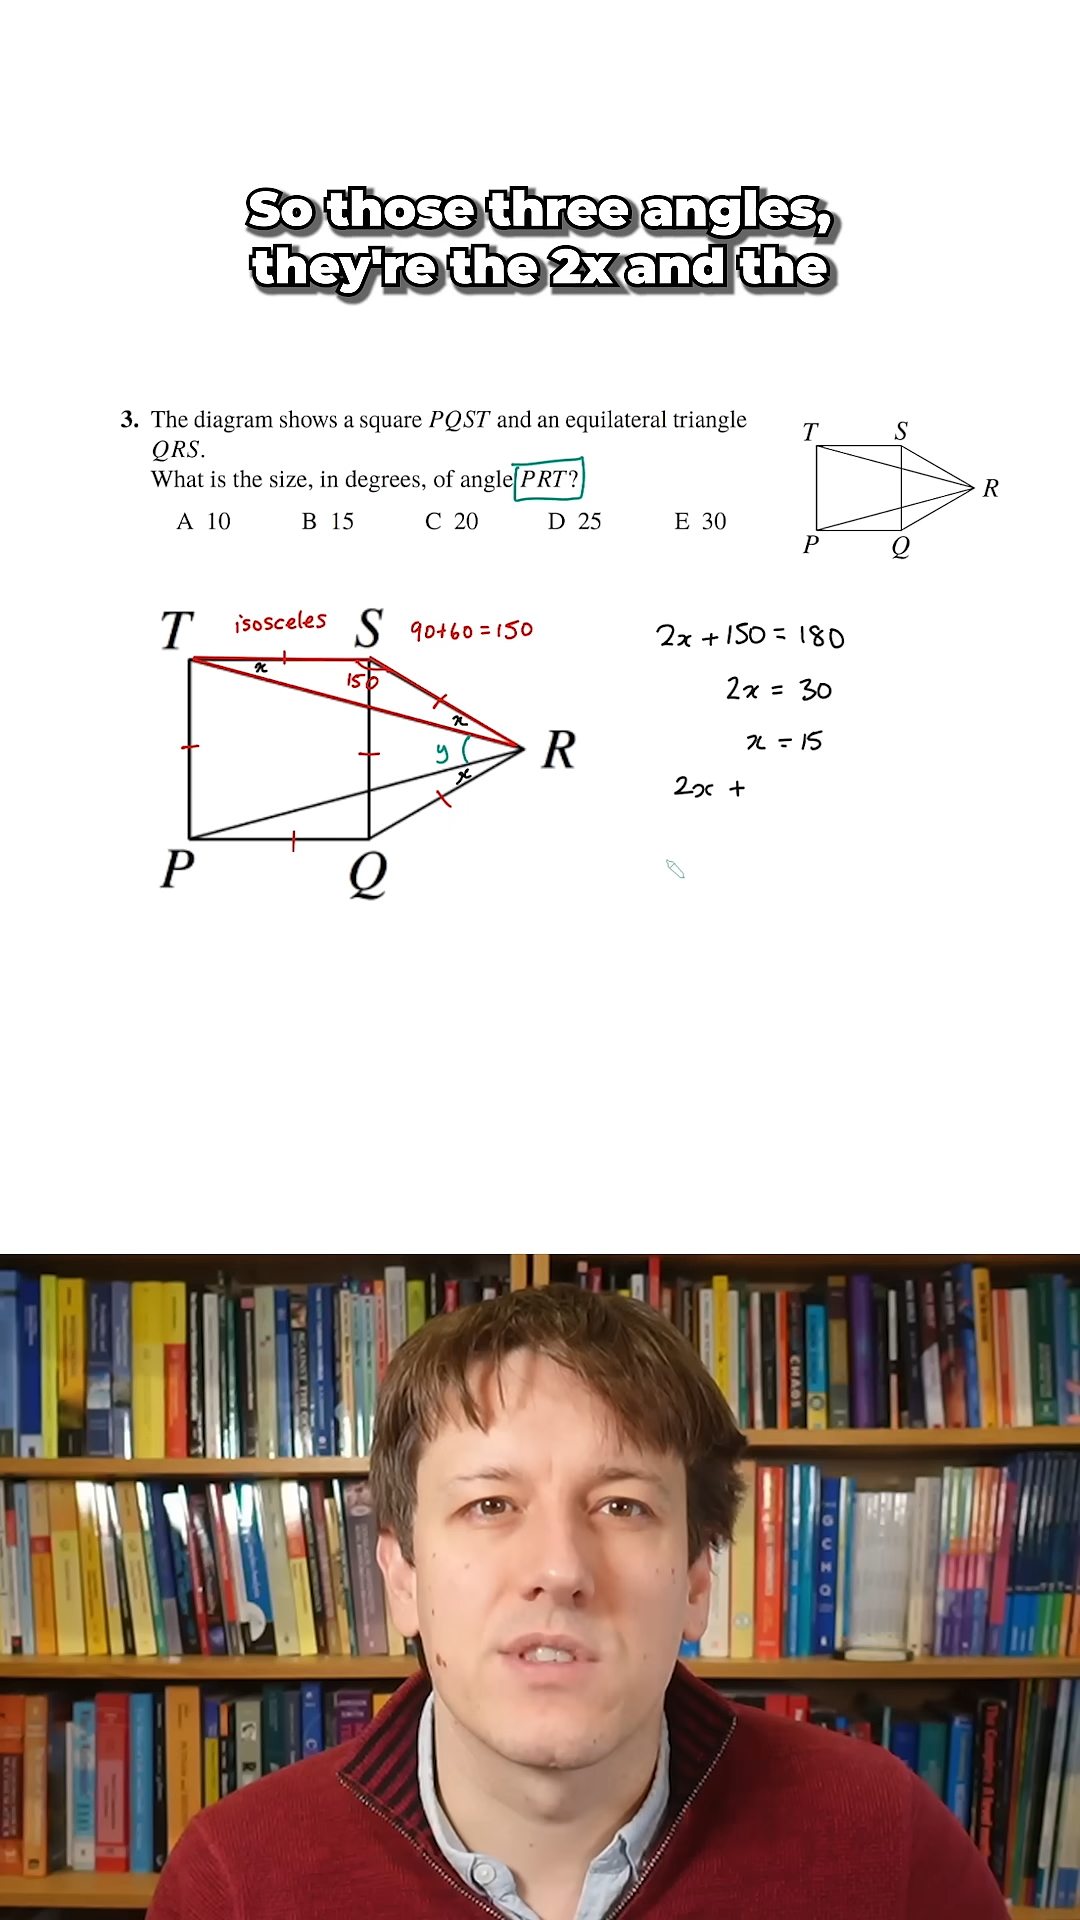 So those three angles,
they're the 2x and the
3. The diagram shows a square PQST and an equilateral triangle
QRS.
What is the size, in degrees, of angle PRT?
A 10 B 15 C 20 D 25 E 30
T S
R
P Q
T isosceles S 90+60=150
x 150
x
y
x
R
P Q
2x + 150 = 180
2x = 30
x = 15
2x +
CHAOS
GCHQ